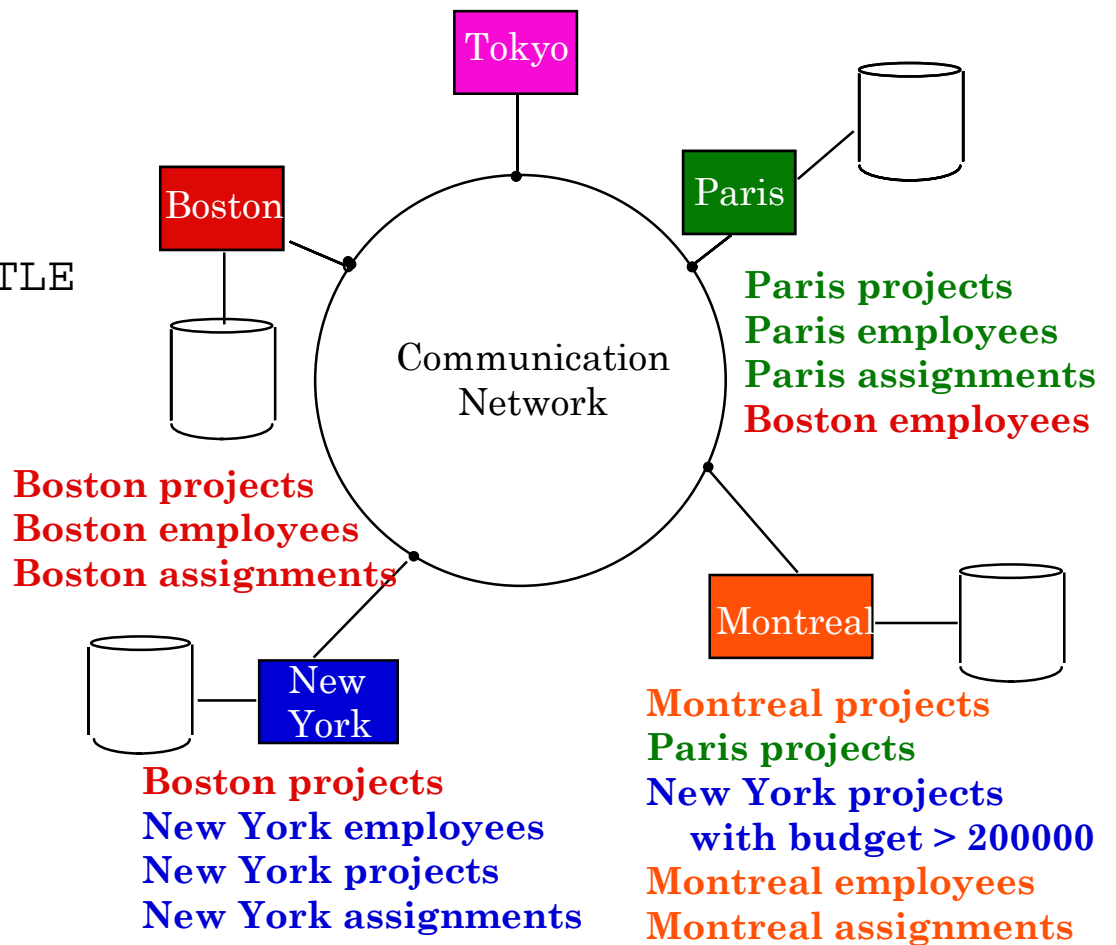 Tokyo
Paris
Boston
TLE
Communication
Network
Paris projects
Paris employees
Paris assignments
Boston employees
Boston projects
Boston employees
Boston assignments
Montreal
New
York
Montreal projects
Paris projects
New York projects
with budget > 200000
Montreal employees
Montreal assignments
Boston projects
New York employees
New York projects
New York assignments